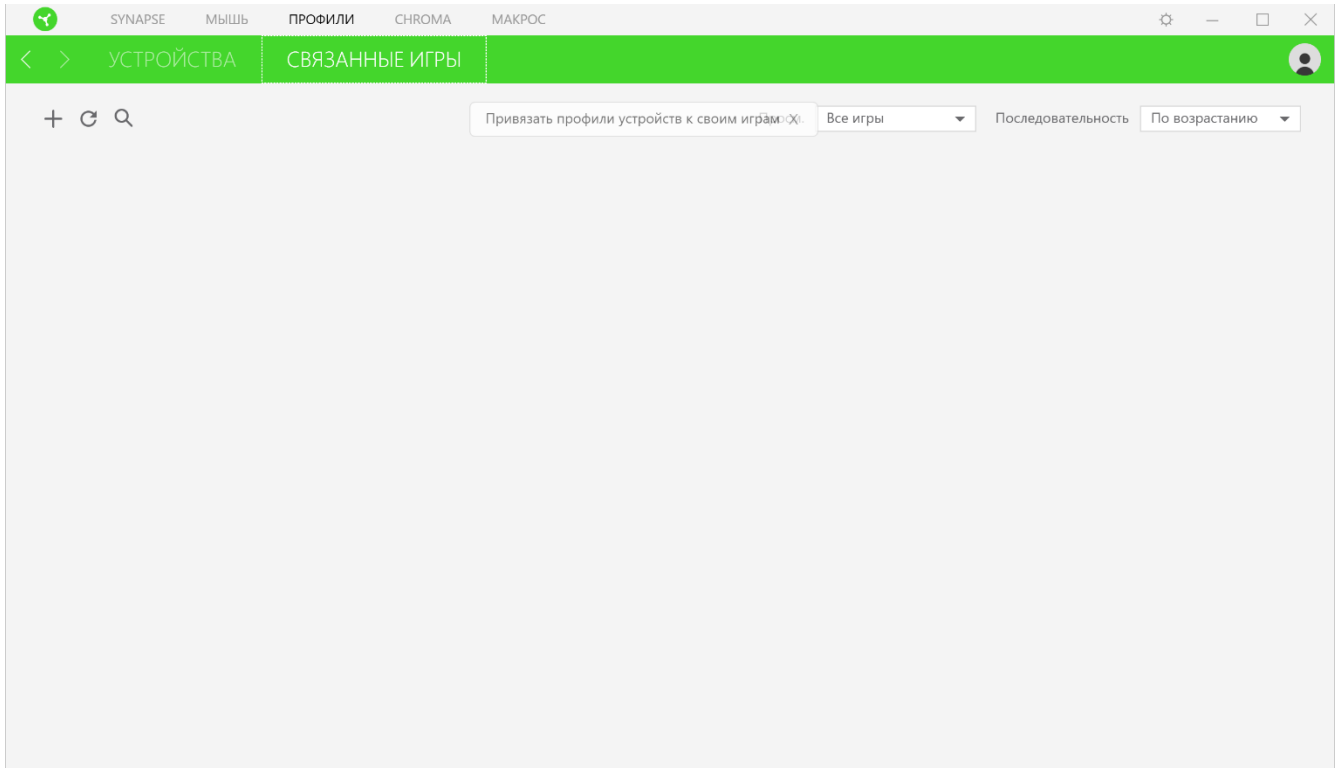 SYNAPSE МЫШЬ ПРОФИЛИ CHROMA МАКРОС
УСТРОЙСТВА СВЯЗАННЫЕ ИГРЫ
Привязать профили устройств к своим играм X Все игры Последовательность По возрастанию